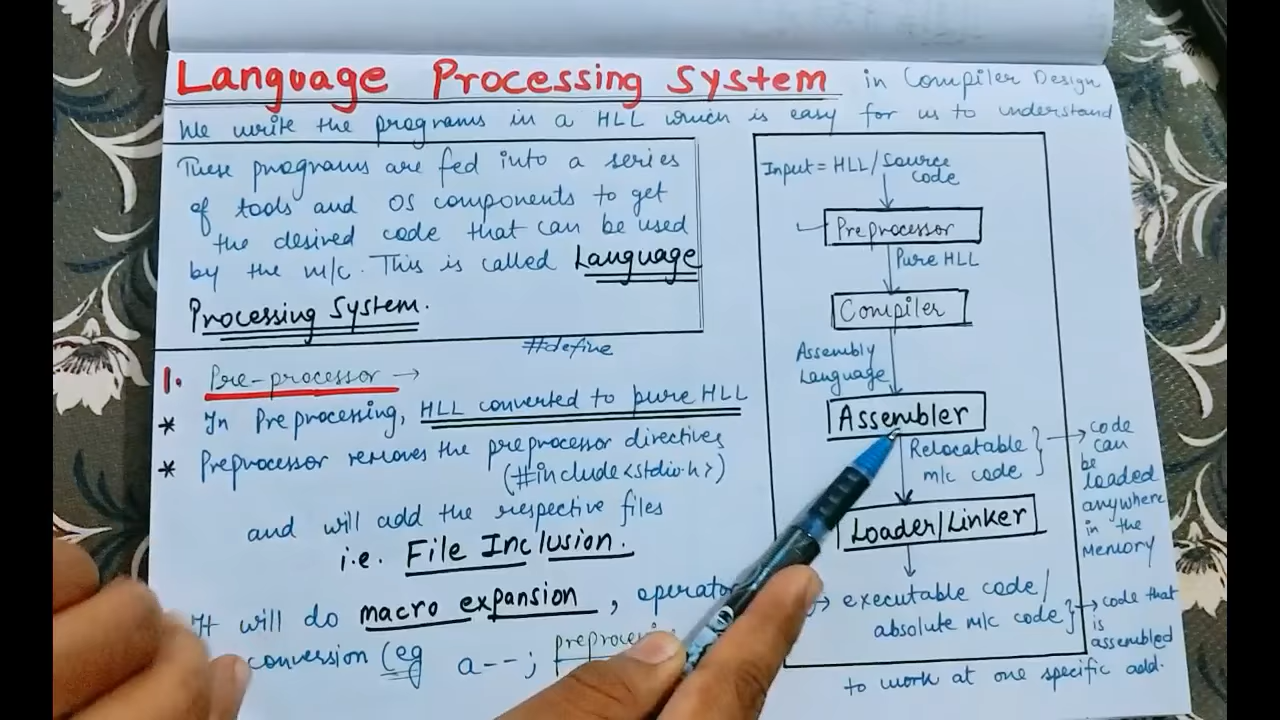 Language Processing System in Compiler Design
We write the programs in a HLL which is easy for us to understand
These programs are fed into a series
of tools and OS components to get
the desired code that can be used
by the m/c. This is called Language
Processing System.
#define
1. Pre-processor →
* In Preprocessing, HLL converted to pure HLL
* Preprocessor removes the preprocessor directives
(#include<stdio.h>)
and will add the respective files
i.e. File Inclusion.
It will do macro expansion, operator
conversion (eg a--;
Input = HLL/source
code
Preprocessor
Pure HLL
Compiler
Assembly
Language
Assembler
Relocatable
m/c code
→ code
can
be
loaded
anywhere
in the
Memory
Loader/Linker
→ executable code/
absolute m/c code
→ code that
is
assembled
to work at one specific add.